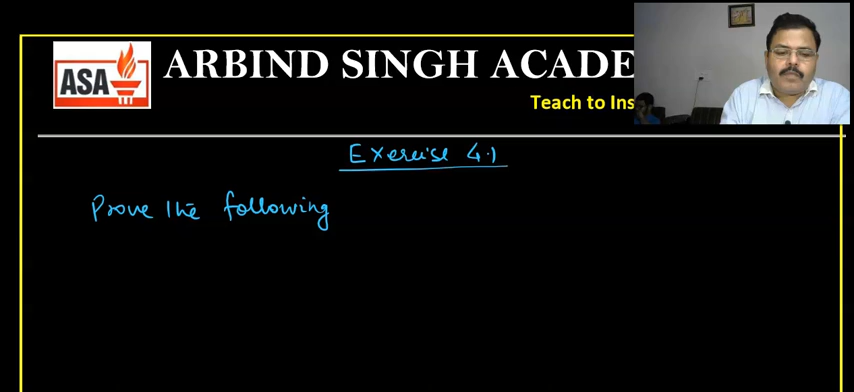 ASA
ARBIND SINGH ACADE
Teach to Ins
Exercise 4.1
Prove the following